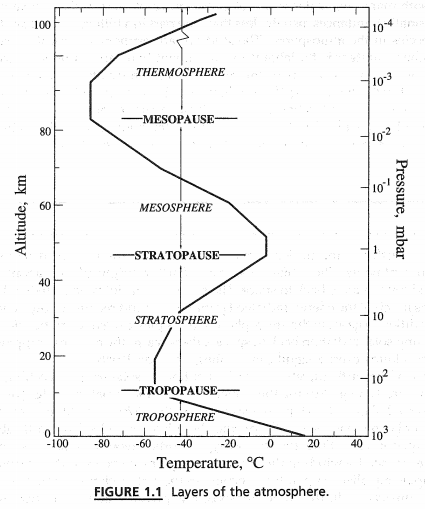 100
80
60
40
20
0
Altitude, km
THERMOSPHERE
MESOPAUSE
MESOSPHERE
STRATOPAUSE
STRATOSPHERE
TROPOPAUSE
TROPOSPHERE
10-4
10-3
10-2
10-1
1
10
102
103
Pressure, mbar
-100 -80 -60 -40 -20 0 20 40
Temperature, °C
FIGURE 1.1 Layers of the atmosphere.